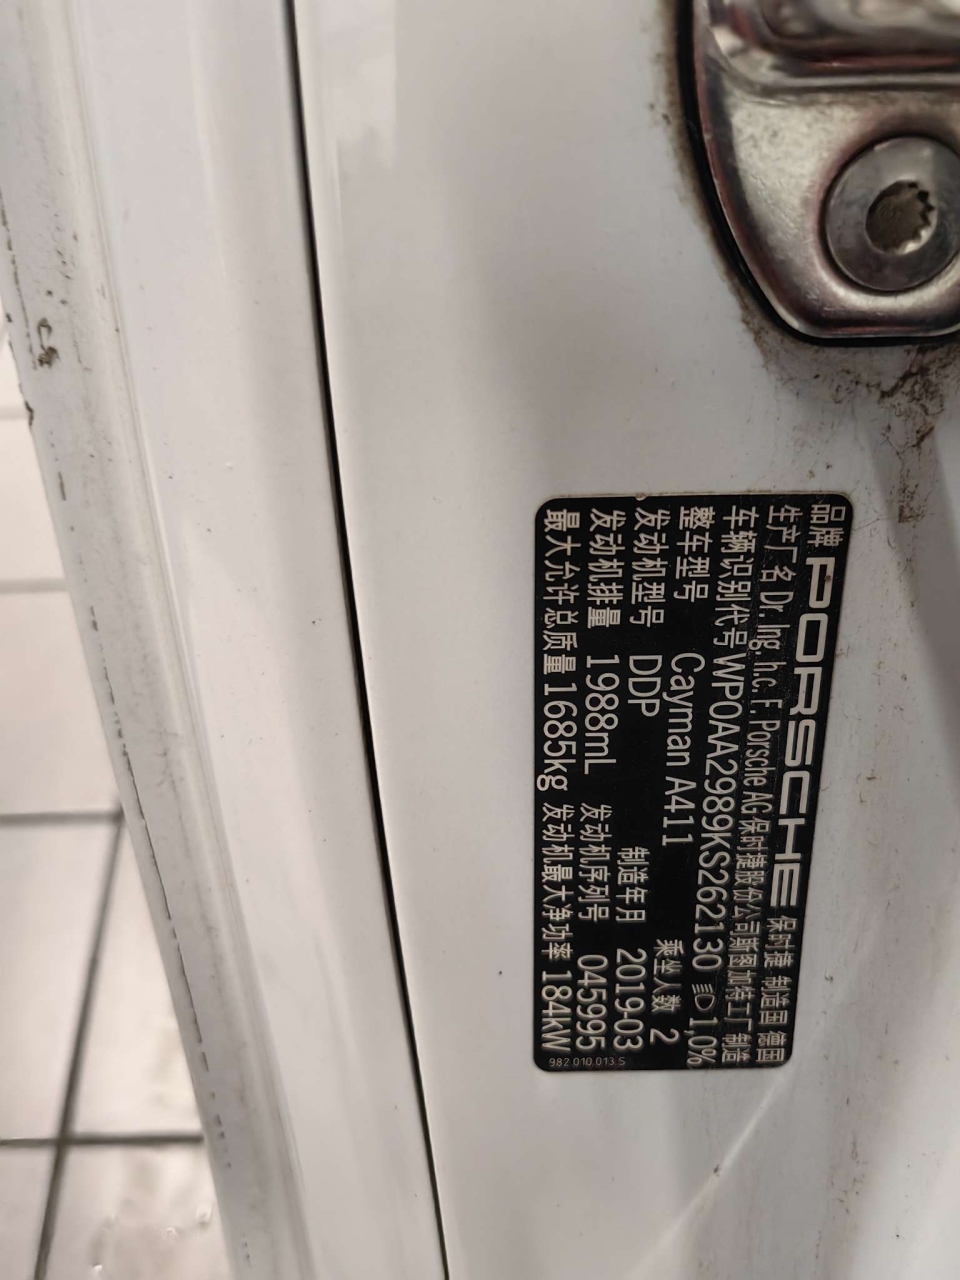 品牌 PORSCHE 保时捷 制造国 德国
生产厂名 Dr. Ing. h.c. F. Porsche AG 保时捷股份公司斯图加特工厂制造
车辆识别代号 WP0AA2989KS262130 1,0%
整车型号 Cayman A411 乘坐人数 2
发动机型号 DDP 制造年月 2019-03
发动机排量 1988mL 发动机序列号 045995
最大允许总质量 1685kg 发动机最大净功率 184kW
982 010 013 S